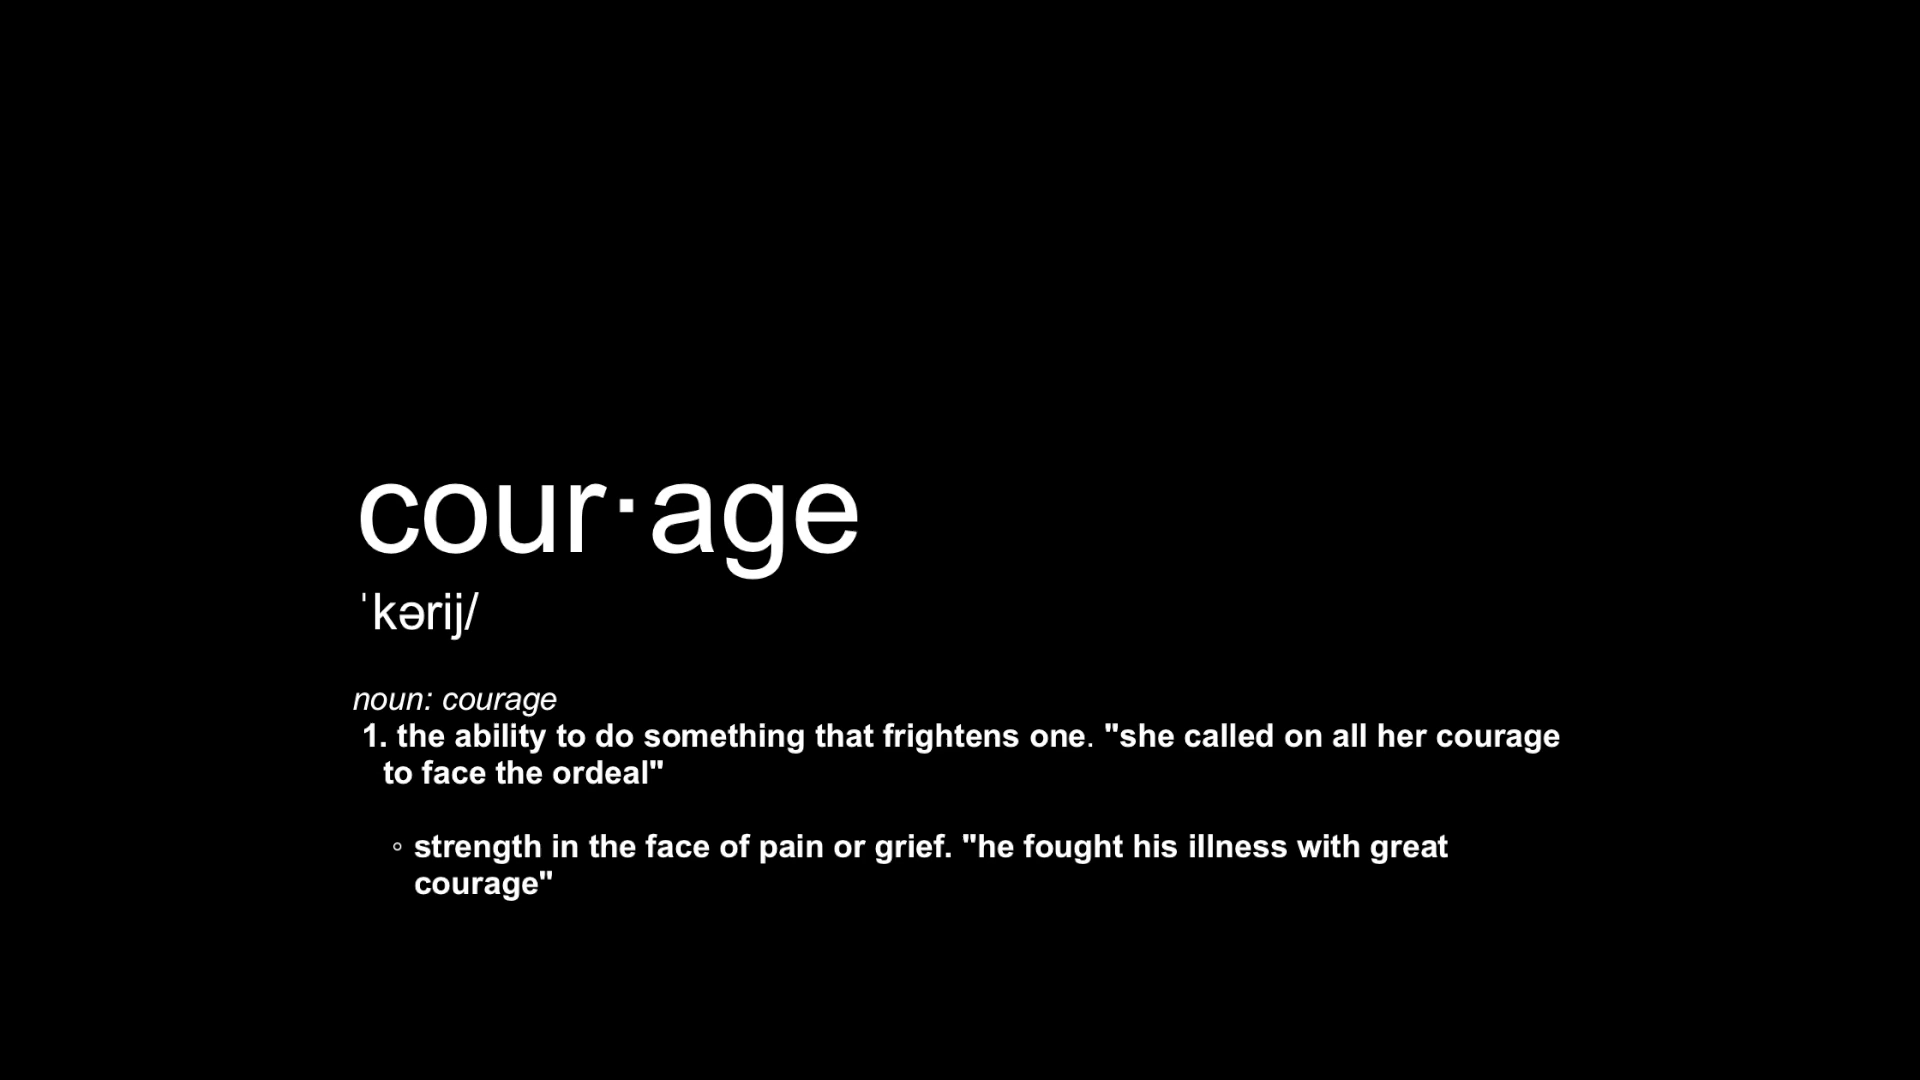 cour·age
ˈkərij/
noun: courage
1. the ability to do something that frightens one. "she called on all her courage
to face the ordeal"
◦ strength in the face of pain or grief. "he fought his illness with great
courage"